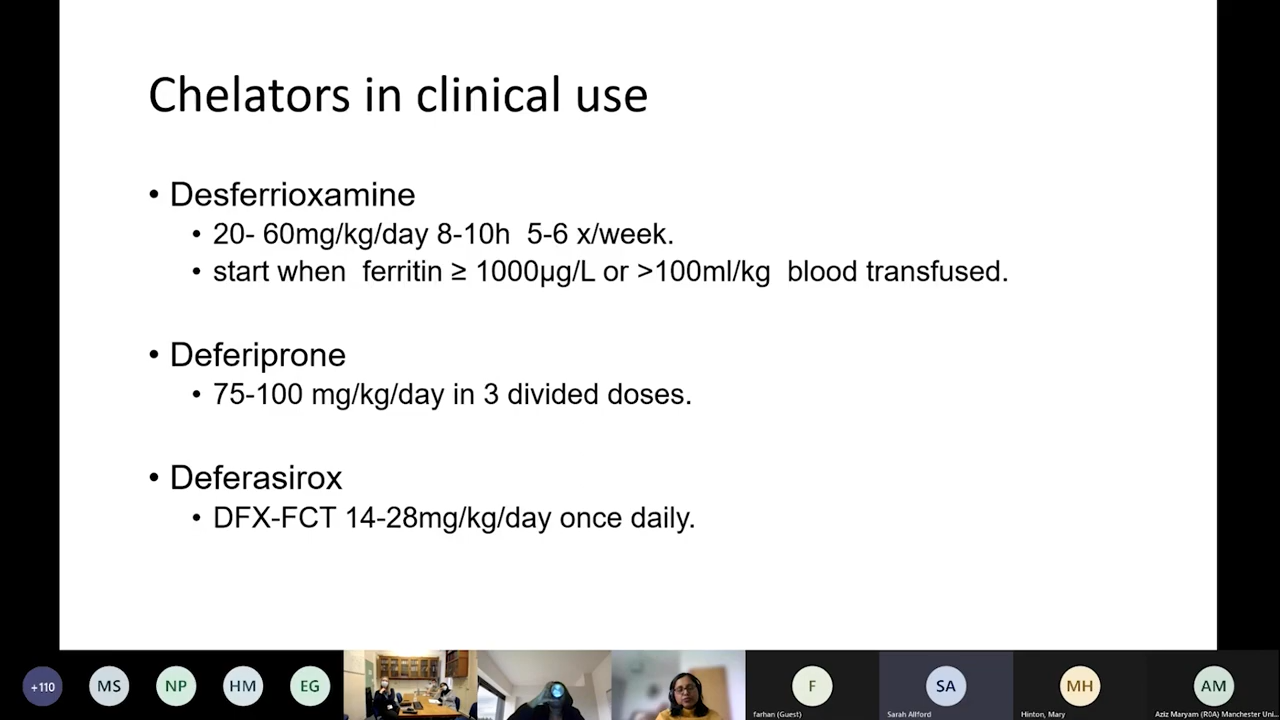 Chelators in clinical use
• Desferrioxamine
• 20- 60mg/kg/day 8-10h 5-6 x/week.
• start when ferritin ≥ 1000µg/L or >100ml/kg blood transfused.
• Deferiprone
• 75-100 mg/kg/day in 3 divided doses.
• Deferasirox
• DFX-FCT 14-28mg/kg/day once daily.
+110
MS
NP
HM
EG
F
farhan (Guest)
SA
Sarah Allford
MH
Hinton, Mary
AM
Aziz Maryam (R0A) Manchester Uni...